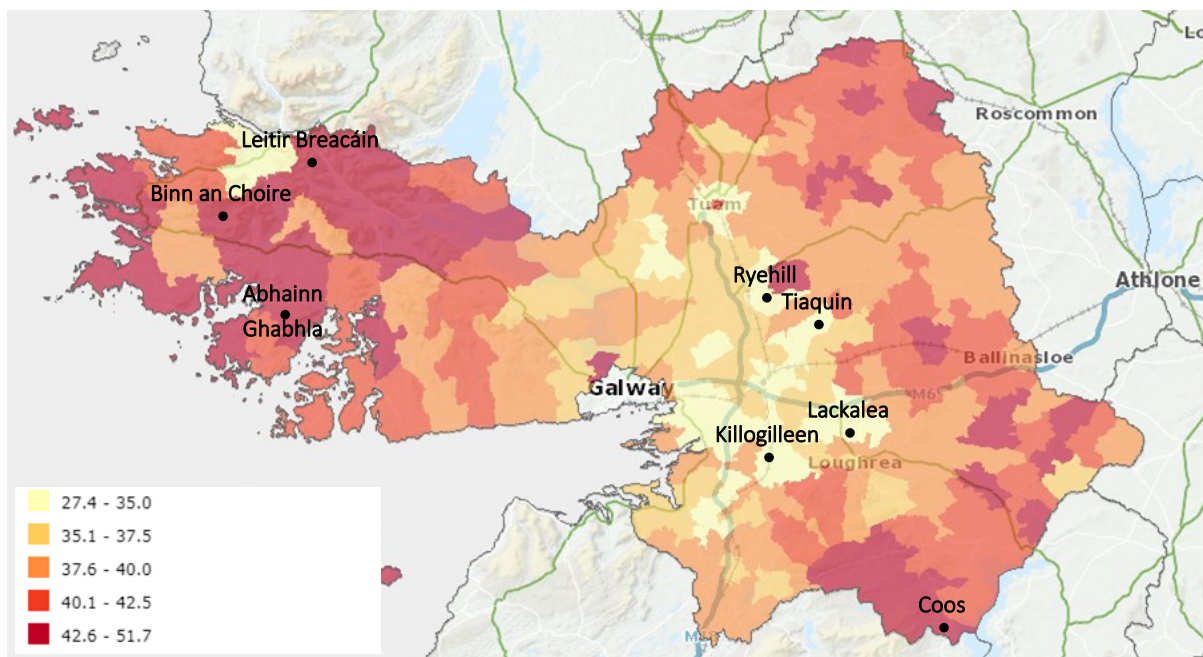 Lo
Roscommon
Leitir Breacáin
Binn an Choire
Tuam
Ryehill
Athlone
Abhainn
Ghabhla
Tiaquin
Ballinasloe
Galway
M6
Lackalea
Killogilleen
Loughrea
27.4 - 35.0
35.1 - 37.5
37.6 - 40.0
40.1 - 42.5
42.6 - 51.7
Coos